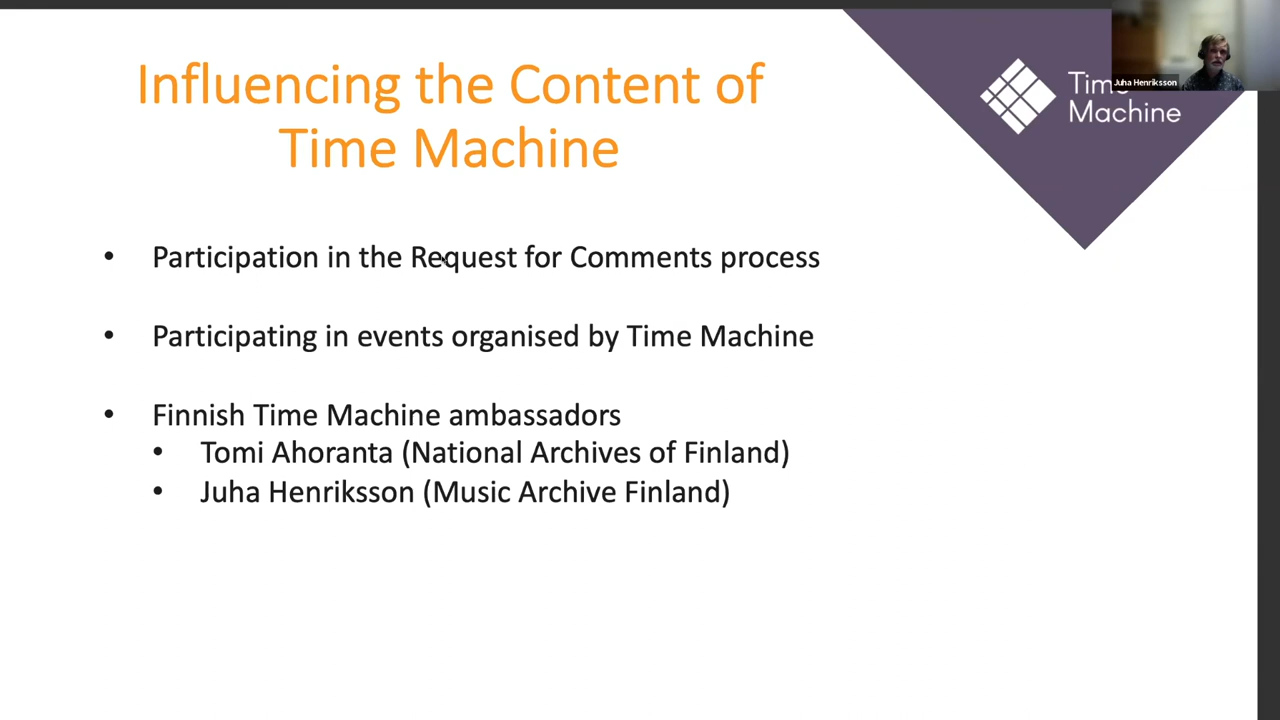 Influencing the Content of
Time Machine
Juha Henriksson
Time
Machine
• Participation in the Request for Comments process
• Participating in events organised by Time Machine
• Finnish Time Machine ambassadors
• Tomi Ahoranta (National Archives of Finland)
• Juha Henriksson (Music Archive Finland)